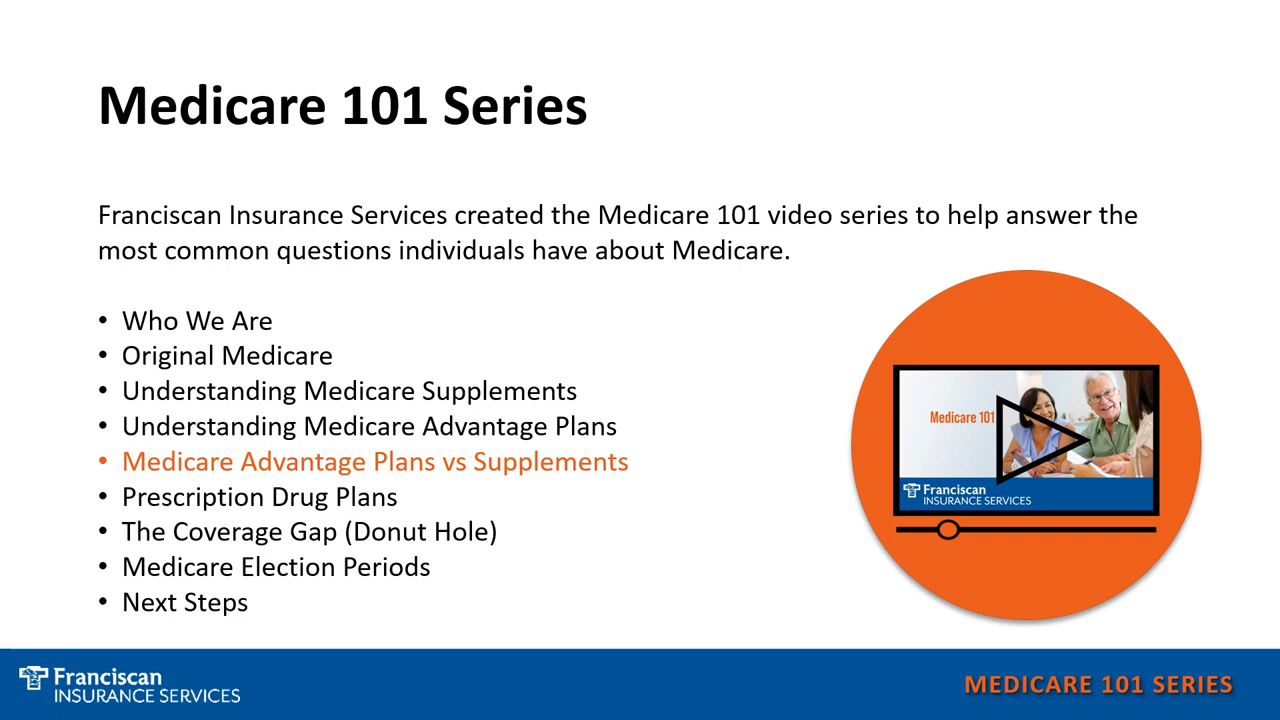 Medicare 101 Series
Franciscan Insurance Services created the Medicare 101 video series to help answer the
most common questions individuals have about Medicare.
• Who We Are
• Original Medicare
• Understanding Medicare Supplements
• Understanding Medicare Advantage Plans
• Medicare Advantage Plans vs Supplements
• Prescription Drug Plans
• The Coverage Gap (Donut Hole)
• Medicare Election Periods
• Next Steps
Medicare 101
Franciscan
INSURANCE SERVICES
Franciscan
INSURANCE SERVICES
MEDICARE 101 SERIES